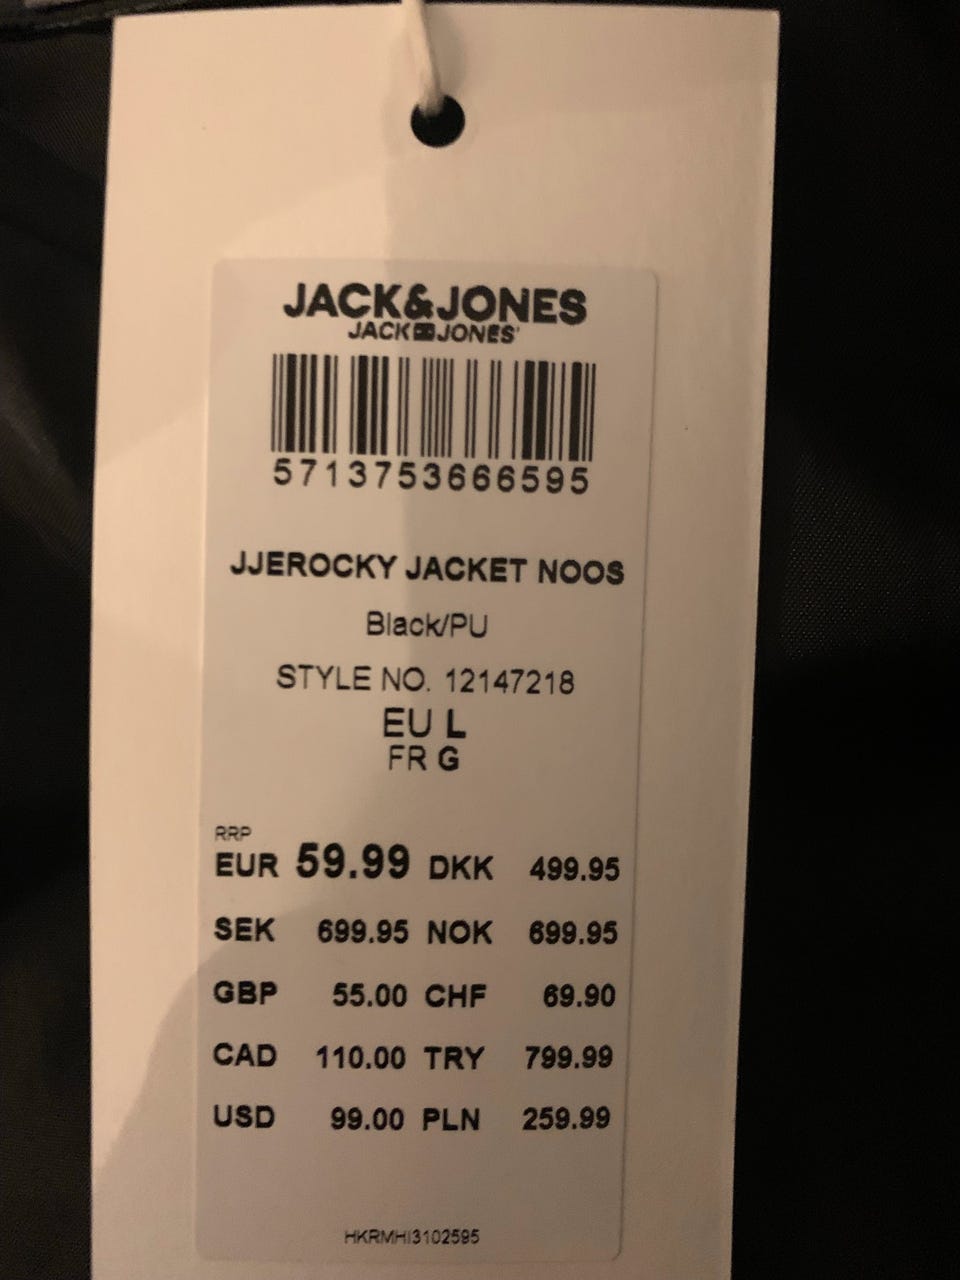 JACK&JONES
JACK JONES'
5713753666595
JJEROCKY JACKET NOOS
Black/PU
STYLE NO. 12147218
EU L
FR G
RRP
EUR 59.99 DKK 499.95
SEK 699.95 NOK 699.95
GBP 55.00 CHF 69.90
CAD 110.00 TRY 799.99
USD 99.00 PLN 259.99
HKRMHI3102595